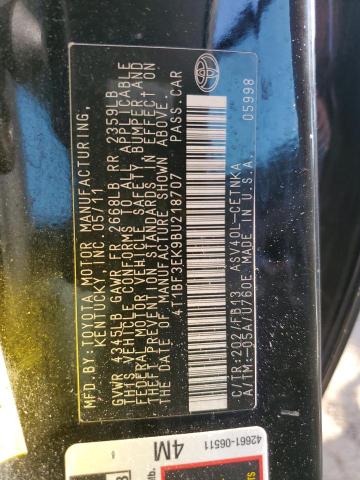 MFD.BY:TOYOTA MOTOR MANUFACTURING,
KENTUCKY, INC. 05/11
GVWR 4345LB GAWR FR 2668LB RR 2359LB
THIS VEHICLE CONFORMS TO ALL APPLICABLE
FEDERAL MOTOR VEHICLE SAFETY, BUMPER, AND
THEFT PREVENTION STANDARDS IN EFFECT ON
THE DATE OF MANUFACTURE SHOWN ABOVE.
4T1BF3EK9BU218707 PASS.CAR
C/TR:202/FB13 ASV40L-CETNKA
A/TM:-05A/U760E MADE IN U.S.A.
05998
42661-06511
4M